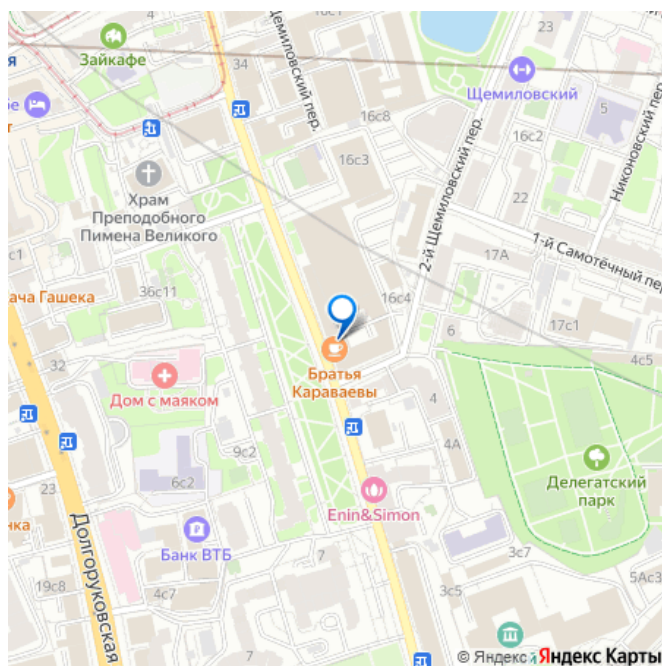 Зайкафе
34
Щемиловский пер.
23
Щемиловский
5
Никоновский пер.
16с8
16с2
16с3
Храм
Преподобного
Пимена Великого
22
2-й Щемиловский пер.
1-й Самотёчный пер.
17А
с1
36с11
ача Гашека
16с4
6
17с1
4с5
32
Братья
Караваевы
Дом с маяком
4
4А
9с2
6с2
23
Долгоруковская
Банк ВТБ
Enin&Simon
Делегатский
парк
7
7
3с7
3с5
5Ас3
19с8
4с7
© Яндекс
Яндекс Карты